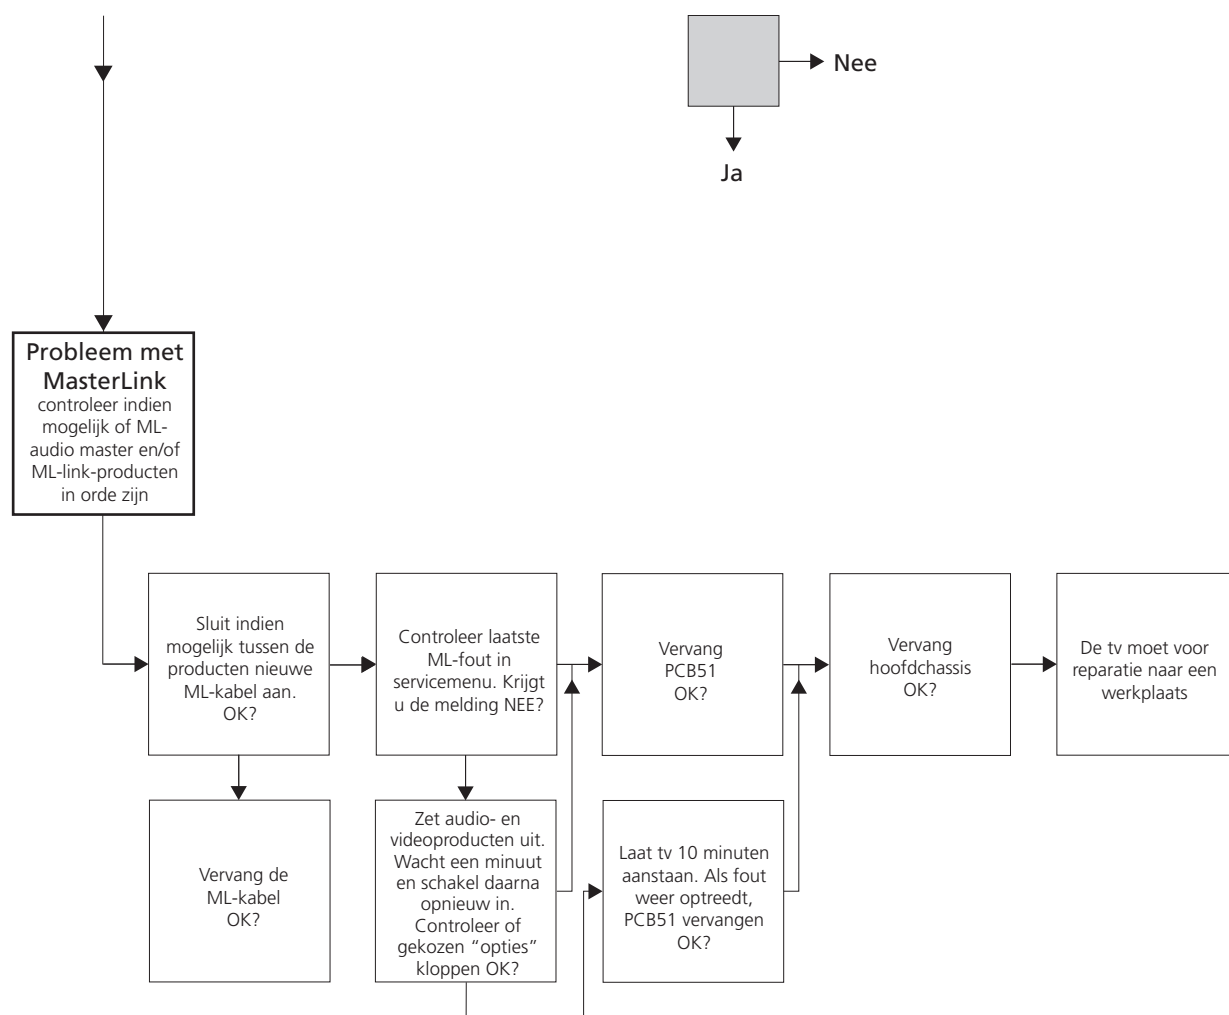 Nee
Ja
Probleem met
MasterLink
controleer indien
mogelijk of ML-
audio master en/of
ML-link-producten
in orde zijn
Sluit indien
mogelijk tussen de
producten nieuwe
ML-kabel aan.
OK?
Controleer laatste
ML-fout in
servicemenu. Krijgt
u de melding NEE?
Vervang
PCB51
OK?
Vervang
hoofdchassis
OK?
De tv moet voor
reparatie naar een
werkplaats
Vervang de
ML-kabel
OK?
Zet audio- en
videoproducten uit.
Wacht een minuut
en schakel daarna
opnieuw in.
Controleer of
gekozen “opties”
kloppen OK?
Laat tv 10 minuten
aanstaan. Als fout
weer optreedt,
PCB51 vervangen
OK?